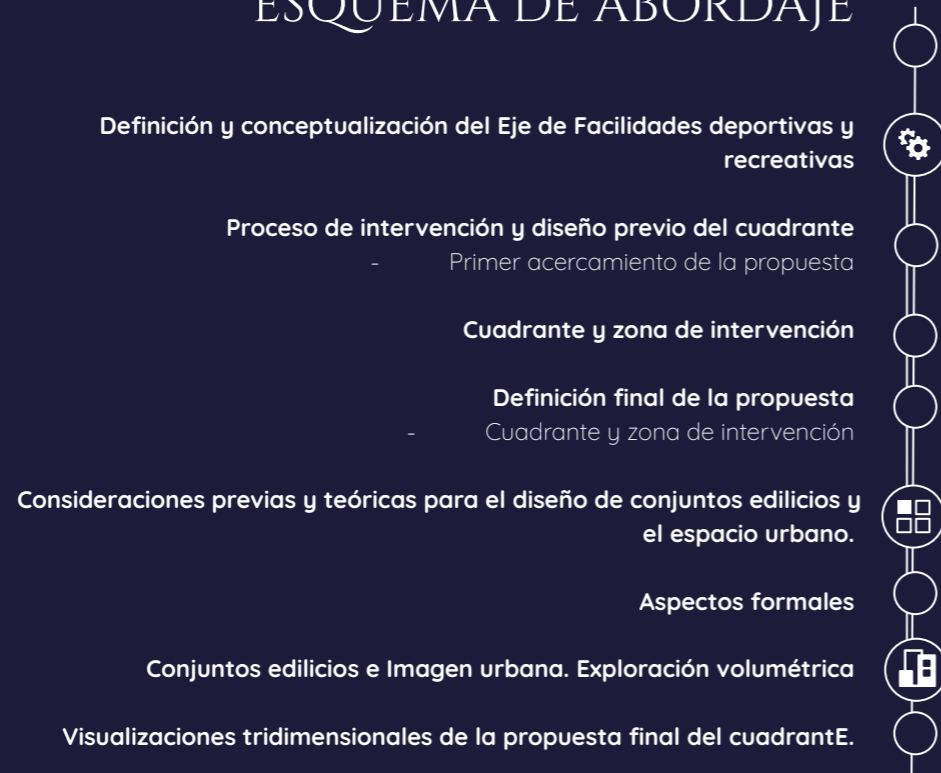 ESQUEMA DE ABORDAJE
Definición y conceptualización del Eje de Facilidades deportivas y
recreativas
Proceso de intervención y diseño previo del cuadrante
- Primer acercamiento de la propuesta
Cuadrante y zona de intervención
Definición final de la propuesta
- Cuadrante y zona de intervención
Consideraciones previas y teóricas para el diseño de conjuntos edilicios y
el espacio urbano.
Aspectos formales
Conjuntos edilicios e Imagen urbana. Exploración volumétrica
Visualizaciones tridimensionales de la propuesta final del cuadrantE.